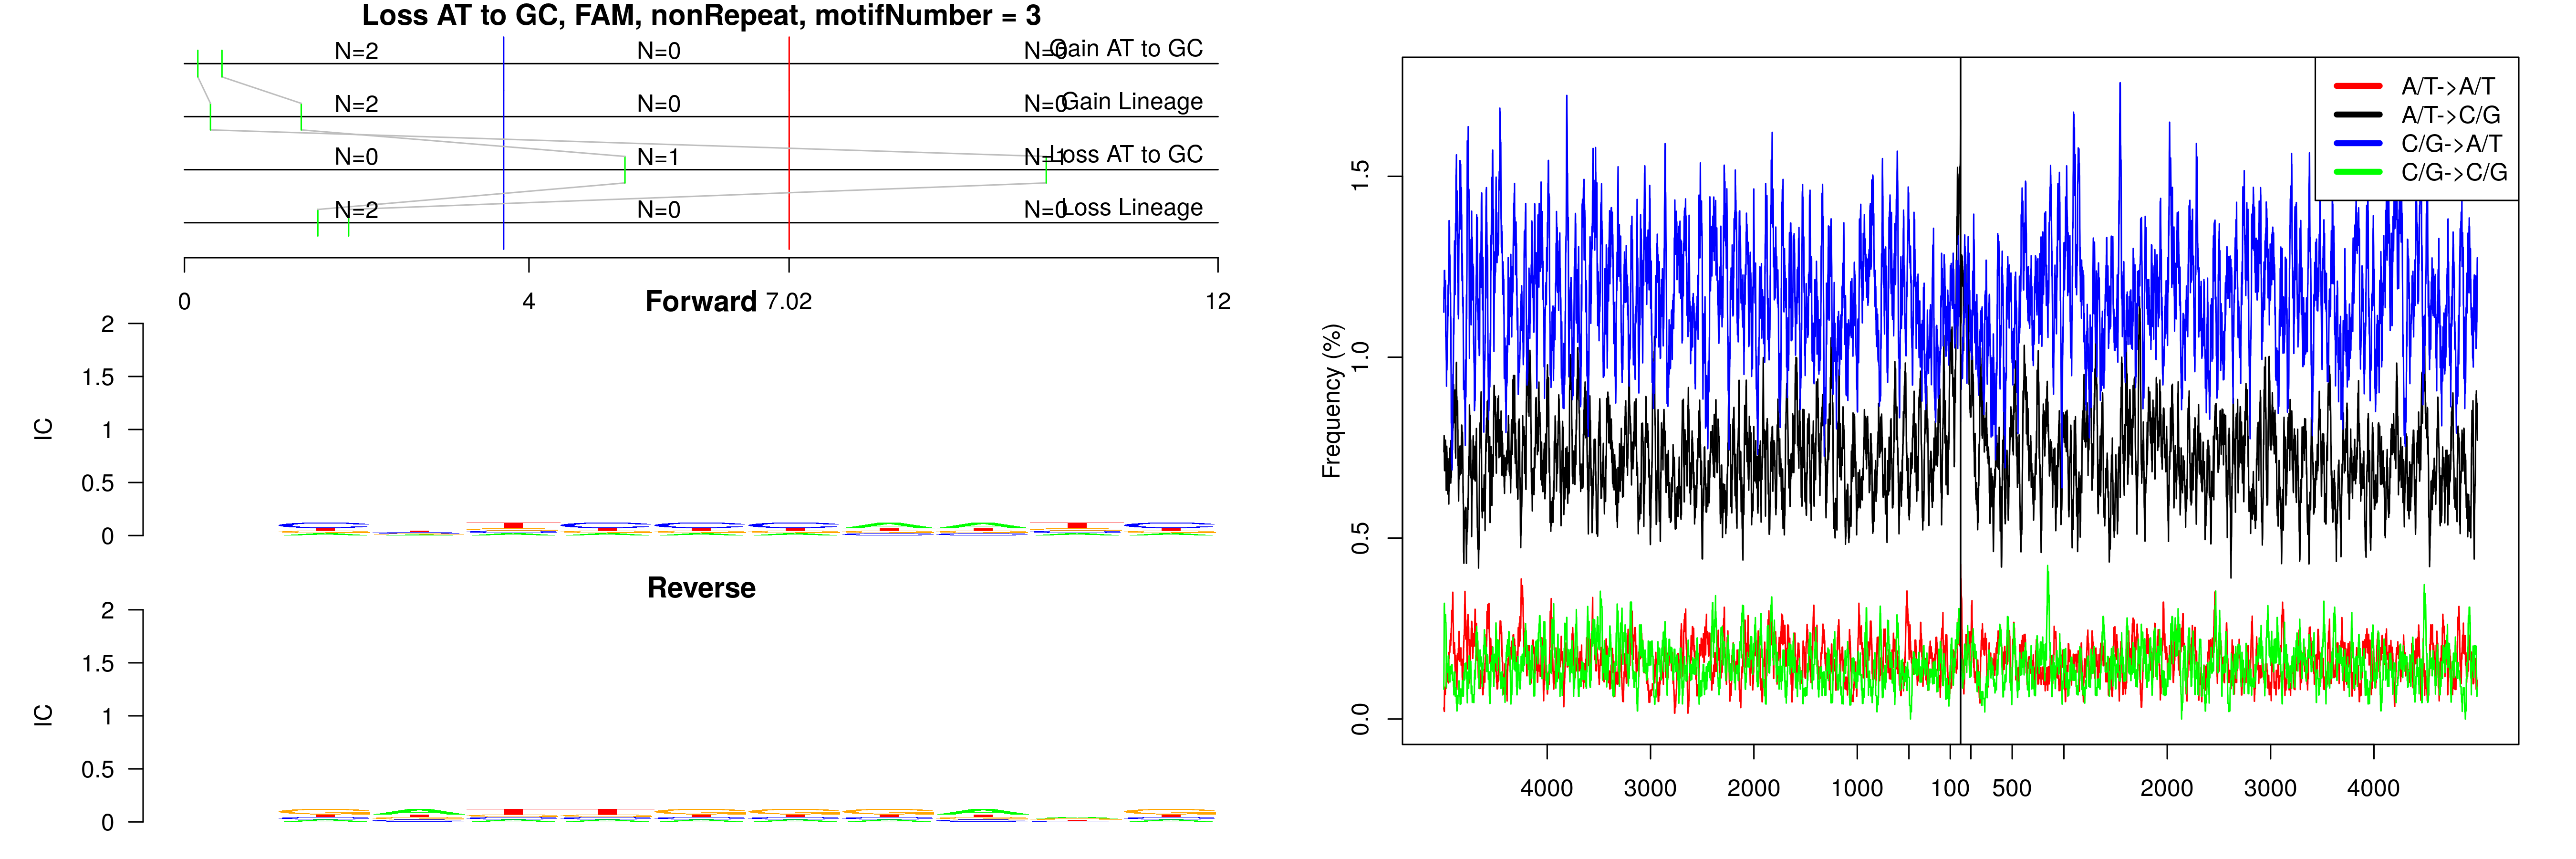 Loss AT to GC, FAM, nonRepeat, motifNumber = 3
N=2 N=0 N=0 Gain AT to GC
N=2 N=0 N=0 Gain Lineage
N=0 N=1 N=1 Loss AT to GC
N=2 N=0 N=0 Loss Lineage
0 4 7.02 12
Forward
2
1.5
1
0.5
0
IC
Reverse
2
1.5
1
0.5
0
IC
A/T->A/T
A/T->C/G
C/G->A/T
C/G->C/G
Frequency (%)
1.5
1.0
0.5
0.0
4000 3000 2000 1000 100 500 2000 3000 4000